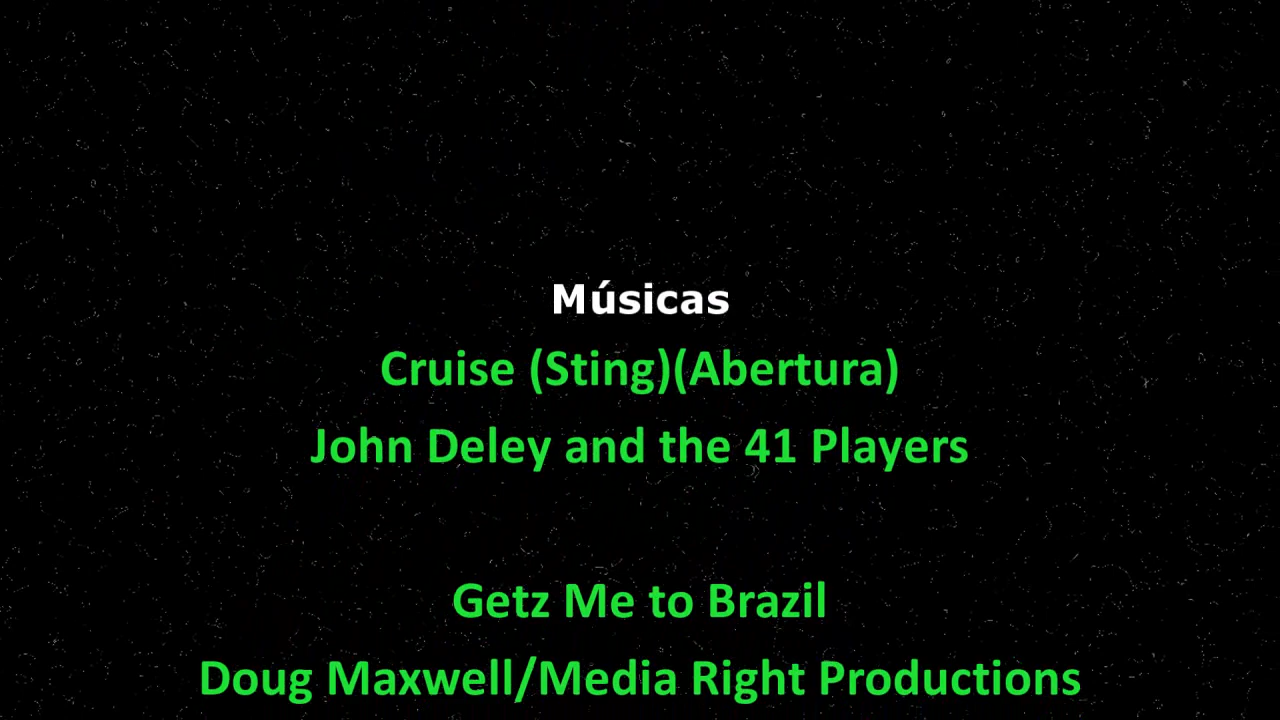 Músicas
Cruise (Sting)(Abertura)
John Deley and the 41 Players
Getz Me to Brazil
Doug Maxwell/Media Right Productions